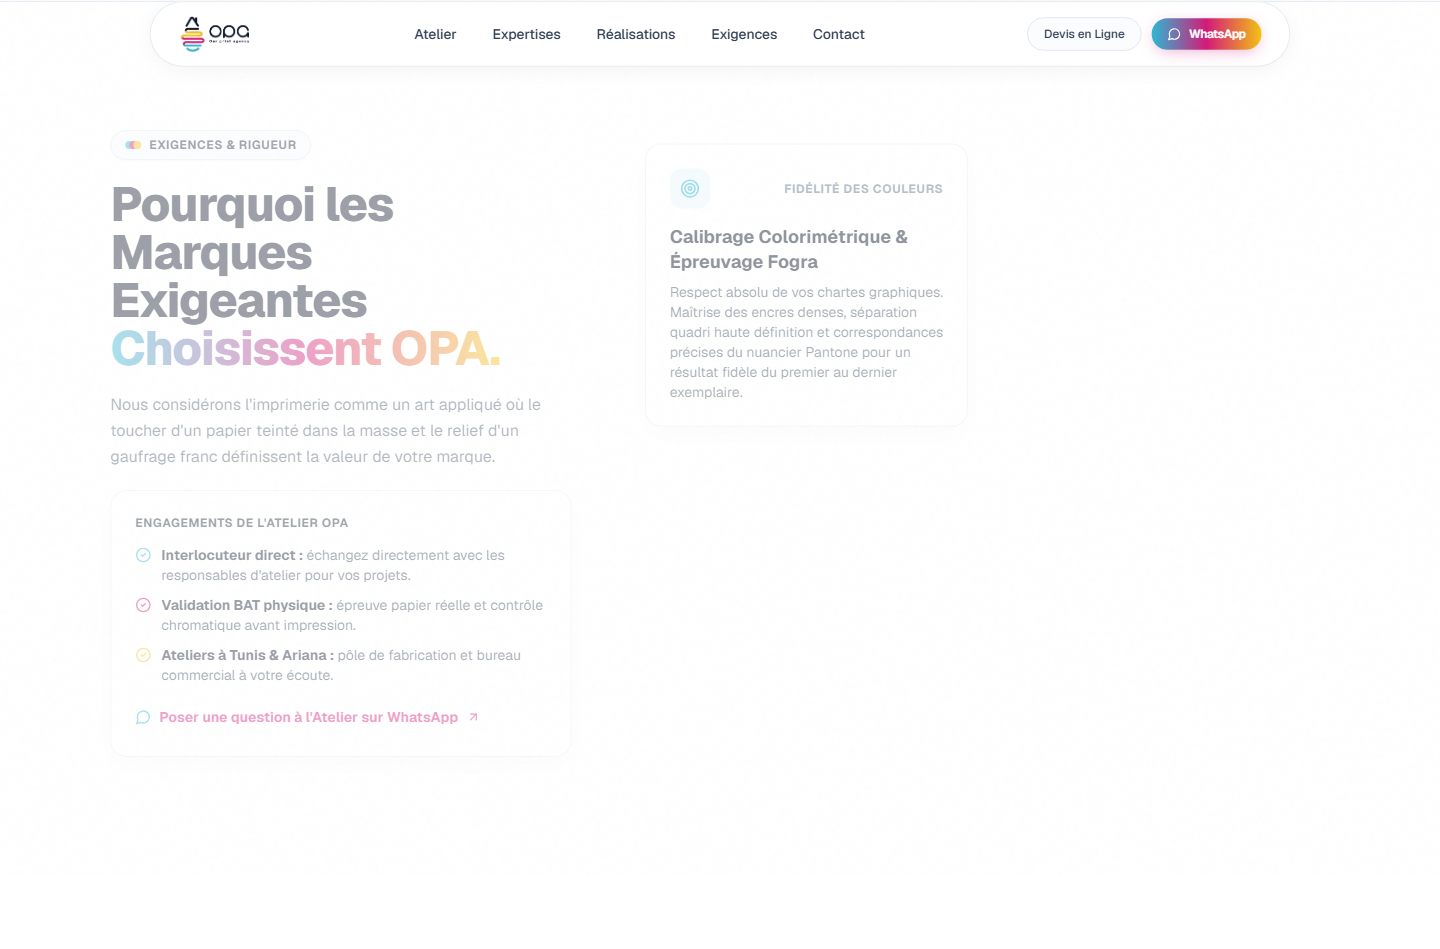 opa
Atelier
Expertises
Réalisations
Exigences
Contact
Devis en Ligne
WhatsApp
EXIGENCES & RIGUEUR
Pourquoi les
Marques
Exigeantes
Choisissent OPA.
Nous considérons l'imprimerie comme un art appliqué où le
toucher d'un papier teinté dans la masse et le relief d'un
gaufrage franc définissent la valeur de votre marque.
ENGAGEMENTS DE L'ATELIER OPA
Interlocuteur direct : échangez directement avec les
responsables d'atelier pour vos projets.
Validation BAT physique : épreuve papier réelle et contrôle
chromatique avant impression.
Ateliers à Tunis & Ariana : pôle de fabrication et bureau
commercial à votre écoute.
Poser une question à l'Atelier sur WhatsApp
FIDÉLITÉ DES COULEURS
Calibrage Colorimétrique &
Épreuvage Fogra
Respect absolu de vos chartes graphiques.
Maîtrise des encres denses, séparation
quadri haute définition et correspondances
précises du nuancier Pantone pour un
résultat fidèle du premier au dernier
exemplaire.